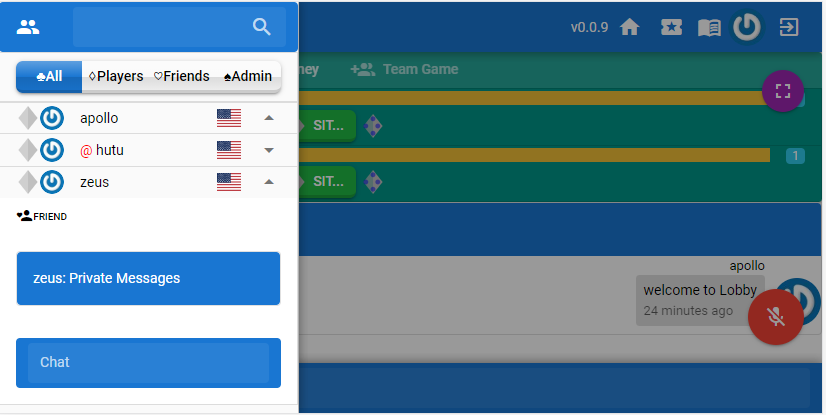 v0.0.9
♣All ◊Players ♡Friends ♠Admin
ney Team Game
apollo
SIT...
@ hutu
1
zeus
SIT...
FRIEND
zeus: Private Messages
apollo
welcome to Lobby
24 minutes ago
Chat